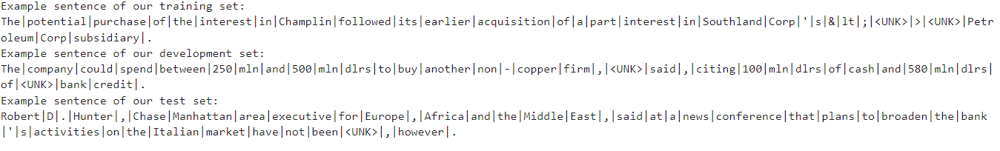 Example sentence of our training set:
The|potential|purchase|of|the|interest|in|Champlin|followed|its|earlier|acquisition|of|a|part|interest|in|Southland|Corp|'|s|&|lt|;|<UNK>|>|<UNK>|Petr
oleum|Corp|subsidiary|.
Example sentence of our development set:
The|company|could|spend|between|250|mln|and|500|mln|dlrs|to|buy|another|non|-|copper|firm|,|<UNK>|said|,|citing|100|mln|dlrs|of|cash|and|580|mln|dlrs|
of|<UNK>|bank|credit|.
Example sentence of our test set:
Robert|D|.|Hunter|,|Chase|Manhattan|area|executive|for|Europe|,|Africa|and|the|Middle|East|,|said|at|a|news|conference|that|plans|to|broaden|the|bank
|'|s|activities|on|the|Italian|market|have|not|been|<UNK>|,|however|.